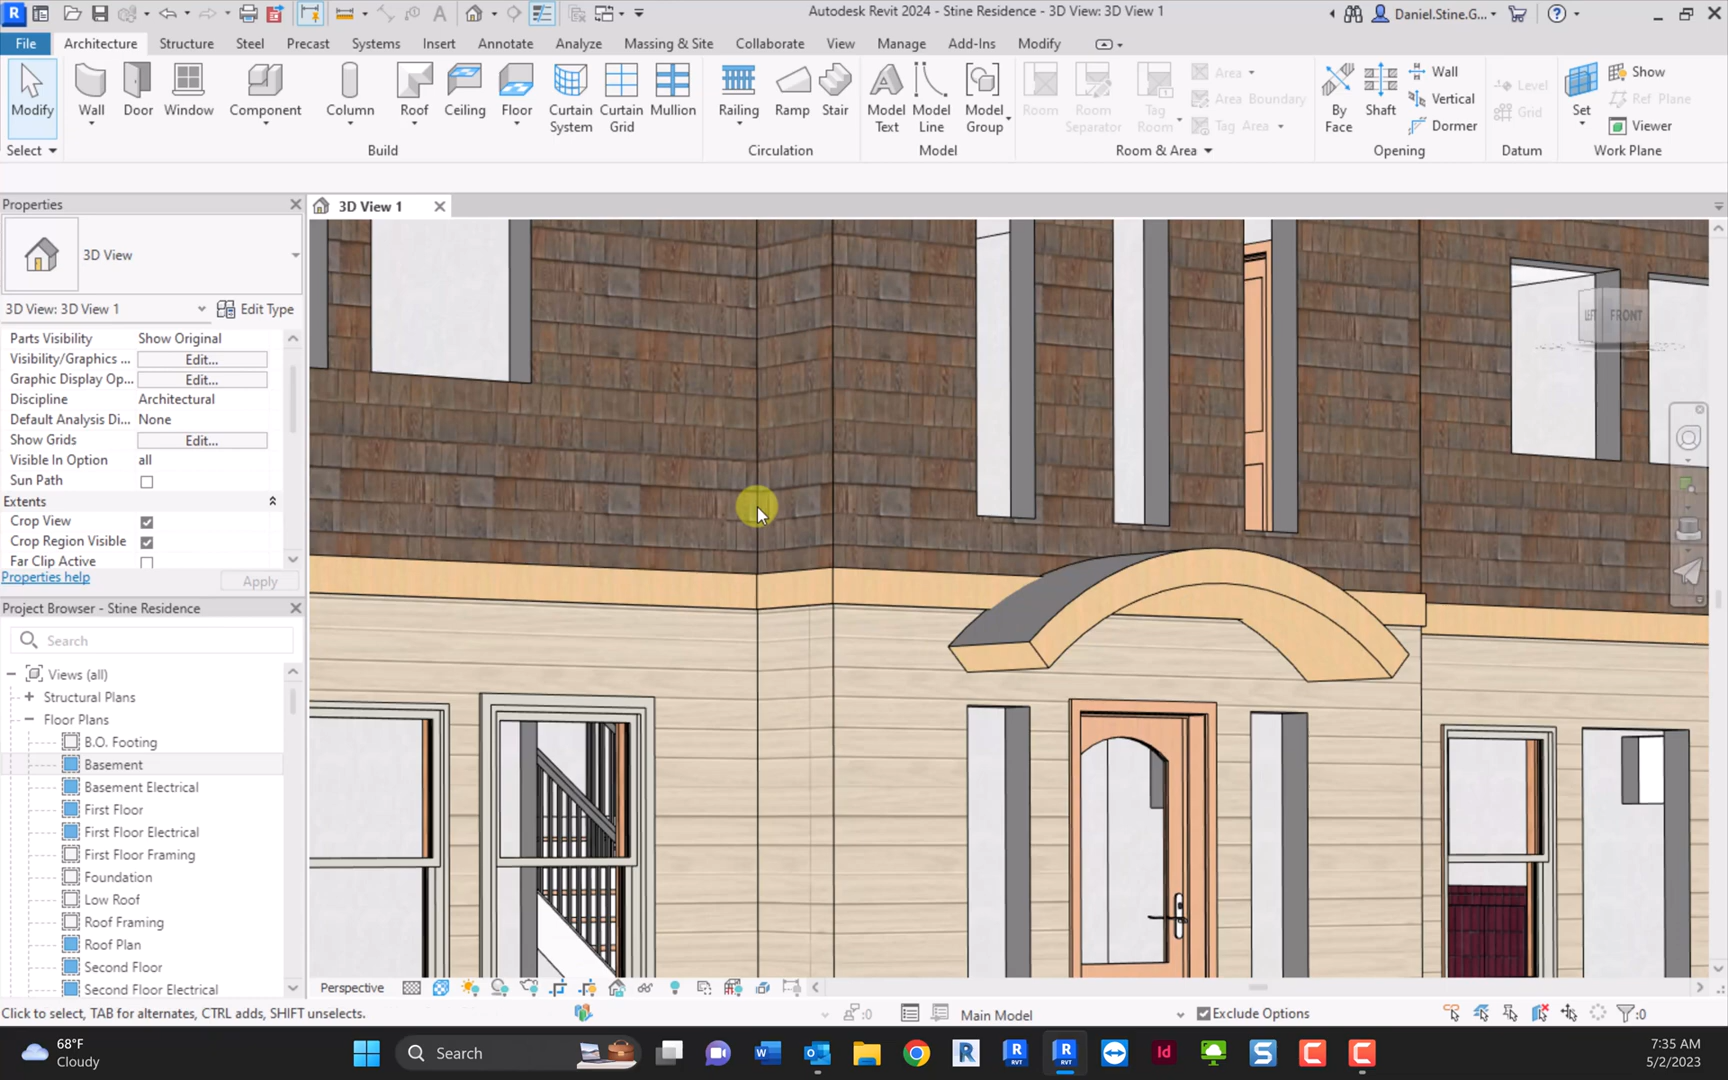 Autodesk Revit 2024 - Stine Residence - 3D View: 3D View 1
Daniel.Stine.G...
File Architecture Structure Steel Precast Systems Insert Annotate Analyze Massing & Site Collaborate View Manage Add-Ins Modify
Modify
Wall
Door
Window
Component
Column
Roof
Ceiling
Floor
Curtain System
Curtain Grid
Mullion
Railing
Ramp
Stair
Model Text
Model Line
Model Group
Room
Room Separator
Tag Room
Area
Area Boundary
Tag Area
By Face
Shaft
Wall
Vertical
Dormer
Level
Grid
Set
Show
Ref Plane
Viewer
Select
Build
Circulation
Model
Room & Area
Opening
Datum
Work Plane
Properties
3D View
3D View: 3D View 1
Edit Type
Parts Visibility Show Original
Visibility/Graphics ... Edit...
Graphic Display Op... Edit...
Discipline Architectural
Default Analysis Di... None
Show Grids Edit...
Visible In Option all
Sun Path
Extents
Crop View
Crop Region Visible
Far Clip Active
Properties help
Apply
Project Browser - Stine Residence
Search
Views (all)
Structural Plans
Floor Plans
B.O. Footing
Basement
Basement Electrical
First Floor
First Floor Electrical
First Floor Framing
Foundation
Low Roof
Roof Framing
Roof Plan
Second Floor
Second Floor Electrical
3D View 1
LEFT FRONT
Perspective
Click to select, TAB for alternates, CTRL adds, SHIFT unselects.
:0
Main Model
Exclude Options
:0
68°F
Cloudy
Search
7:35 AM
5/2/2023